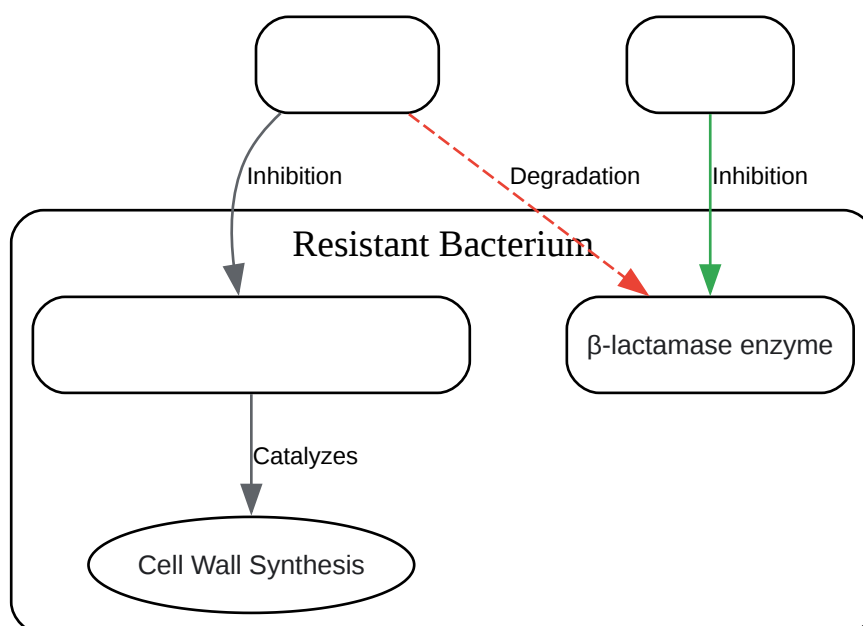 Inhibition
Degradation
Inhibition
Resistant Bacterium
β-lactamase enzyme
Catalyzes
Cell Wall Synthesis